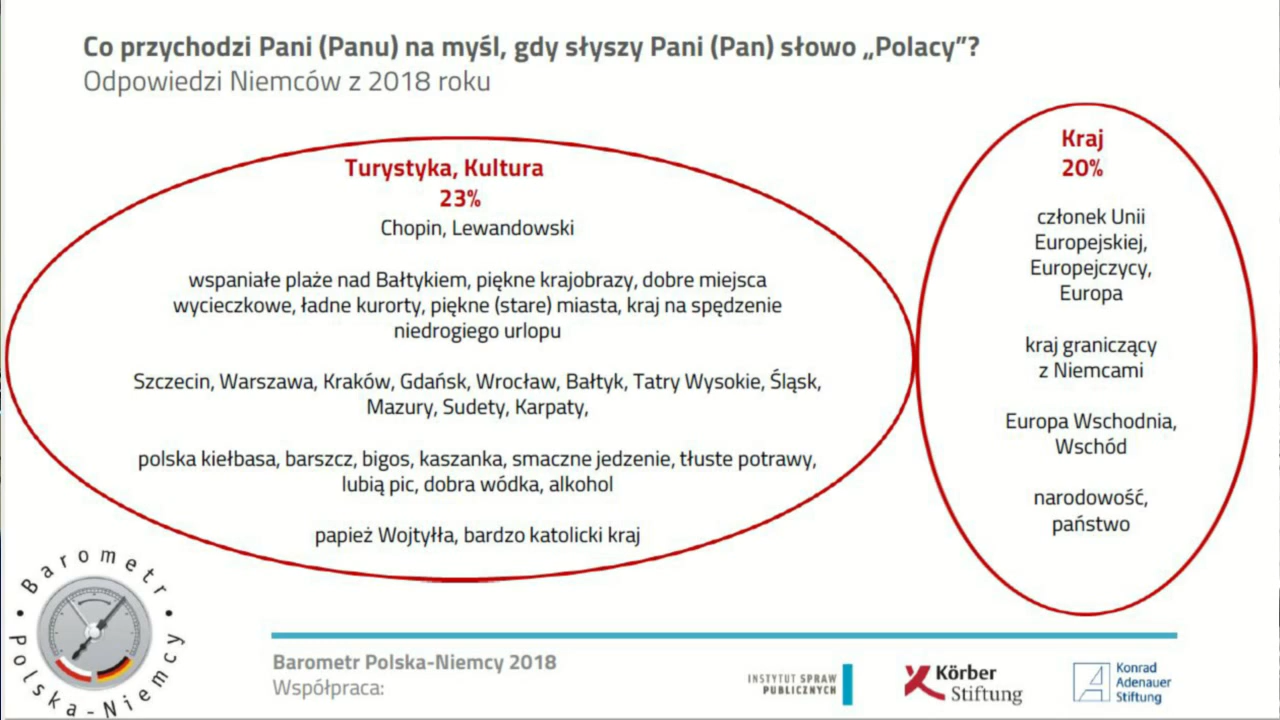 Co przychodzi Pani (Panu) na myśl, gdy słyszy Pani (Pan) słowo „Polacy”?
Odpowiedzi Niemców z 2018 roku
Turystyka, Kultura
23%
Chopin, Lewandowski
wspaniałe plaże nad Bałtykiem, piękne krajobrazy, dobre miejsca
wycieczkowe, ładne kurorty, piękne (stare) miasta, kraj na spędzenie
niedrogiego urlopu
Szczecin, Warszawa, Kraków, Gdańsk, Wrocław, Bałtyk, Tatry Wysokie, Śląsk,
Mazury, Sudety, Karpaty,
polska kiełbasa, barszcz, bigos, kaszanka, smaczne jedzenie, tłuste potrawy,
lubią pic, dobra wódka, alkohol
papież Wojtyłła, bardzo katolicki kraj
Kraj
20%
członek Unii
Europejskiej,
Europejczycy,
Europa
kraj graniczący
z Niemcami
Europa Wschodnia,
Wschód
narodowość,
państwo
Barometr
Polska-Niemcy
Barometr Polska-Niemcy 2018
Współpraca:
INSTYTUT SPRAW
PUBLICZNYCH
Körber
Stiftung
Konrad
Adenauer
Stiftung